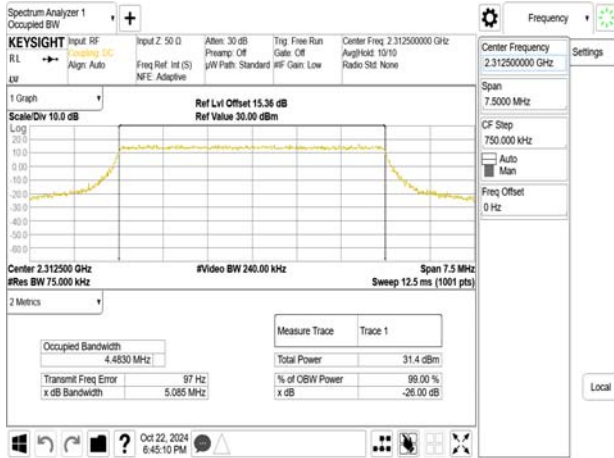 Spectrum Analyzer 1
Occupied BW
+
Frequency
KEYSIGHT
RL
Input: RF
Coupling: DC
Align: Auto
Input Z: 50 Ω
Freq Ref: Int (S)
NFE: Adaptive
Atten: 30 dB
Preamp: Off
µW Path: Standard
Trig: Free Run
Gate: Off
#IF Gain: Low
Center Freq: 2.312500000 GHz
Avg|Hold: 10/10
Radio Std: None
Center Frequency
2.312500000 GHz
Settings
Span
7.5000 MHz
CF Step
750.000 kHz
Auto
Man
Freq Offset
0 Hz
Local
1 Graph
Scale/Div 10.0 dB
Ref Lvl Offset 15.36 dB
Ref Value 30.00 dBm
Log
20.0
10.0
0.00
-10.0
-20.0
-30.0
-40.0
-50.0
-60.0
Center 2.312500 GHz
#Res BW 75.000 kHz
#Video BW 240.00 kHz
Span 7.5 MHz
Sweep 12.5 ms (1001 pts)
2 Metrics
Occupied Bandwidth
4.4830 MHz
Transmit Freq Error
97 Hz
x dB Bandwidth
5.085 MHz
Measure Trace
Trace 1
Total Power
31.4 dBm
% of OBW Power
99.00 %
x dB
-26.00 dB
?
Oct 22, 2024
6:45:10 PM